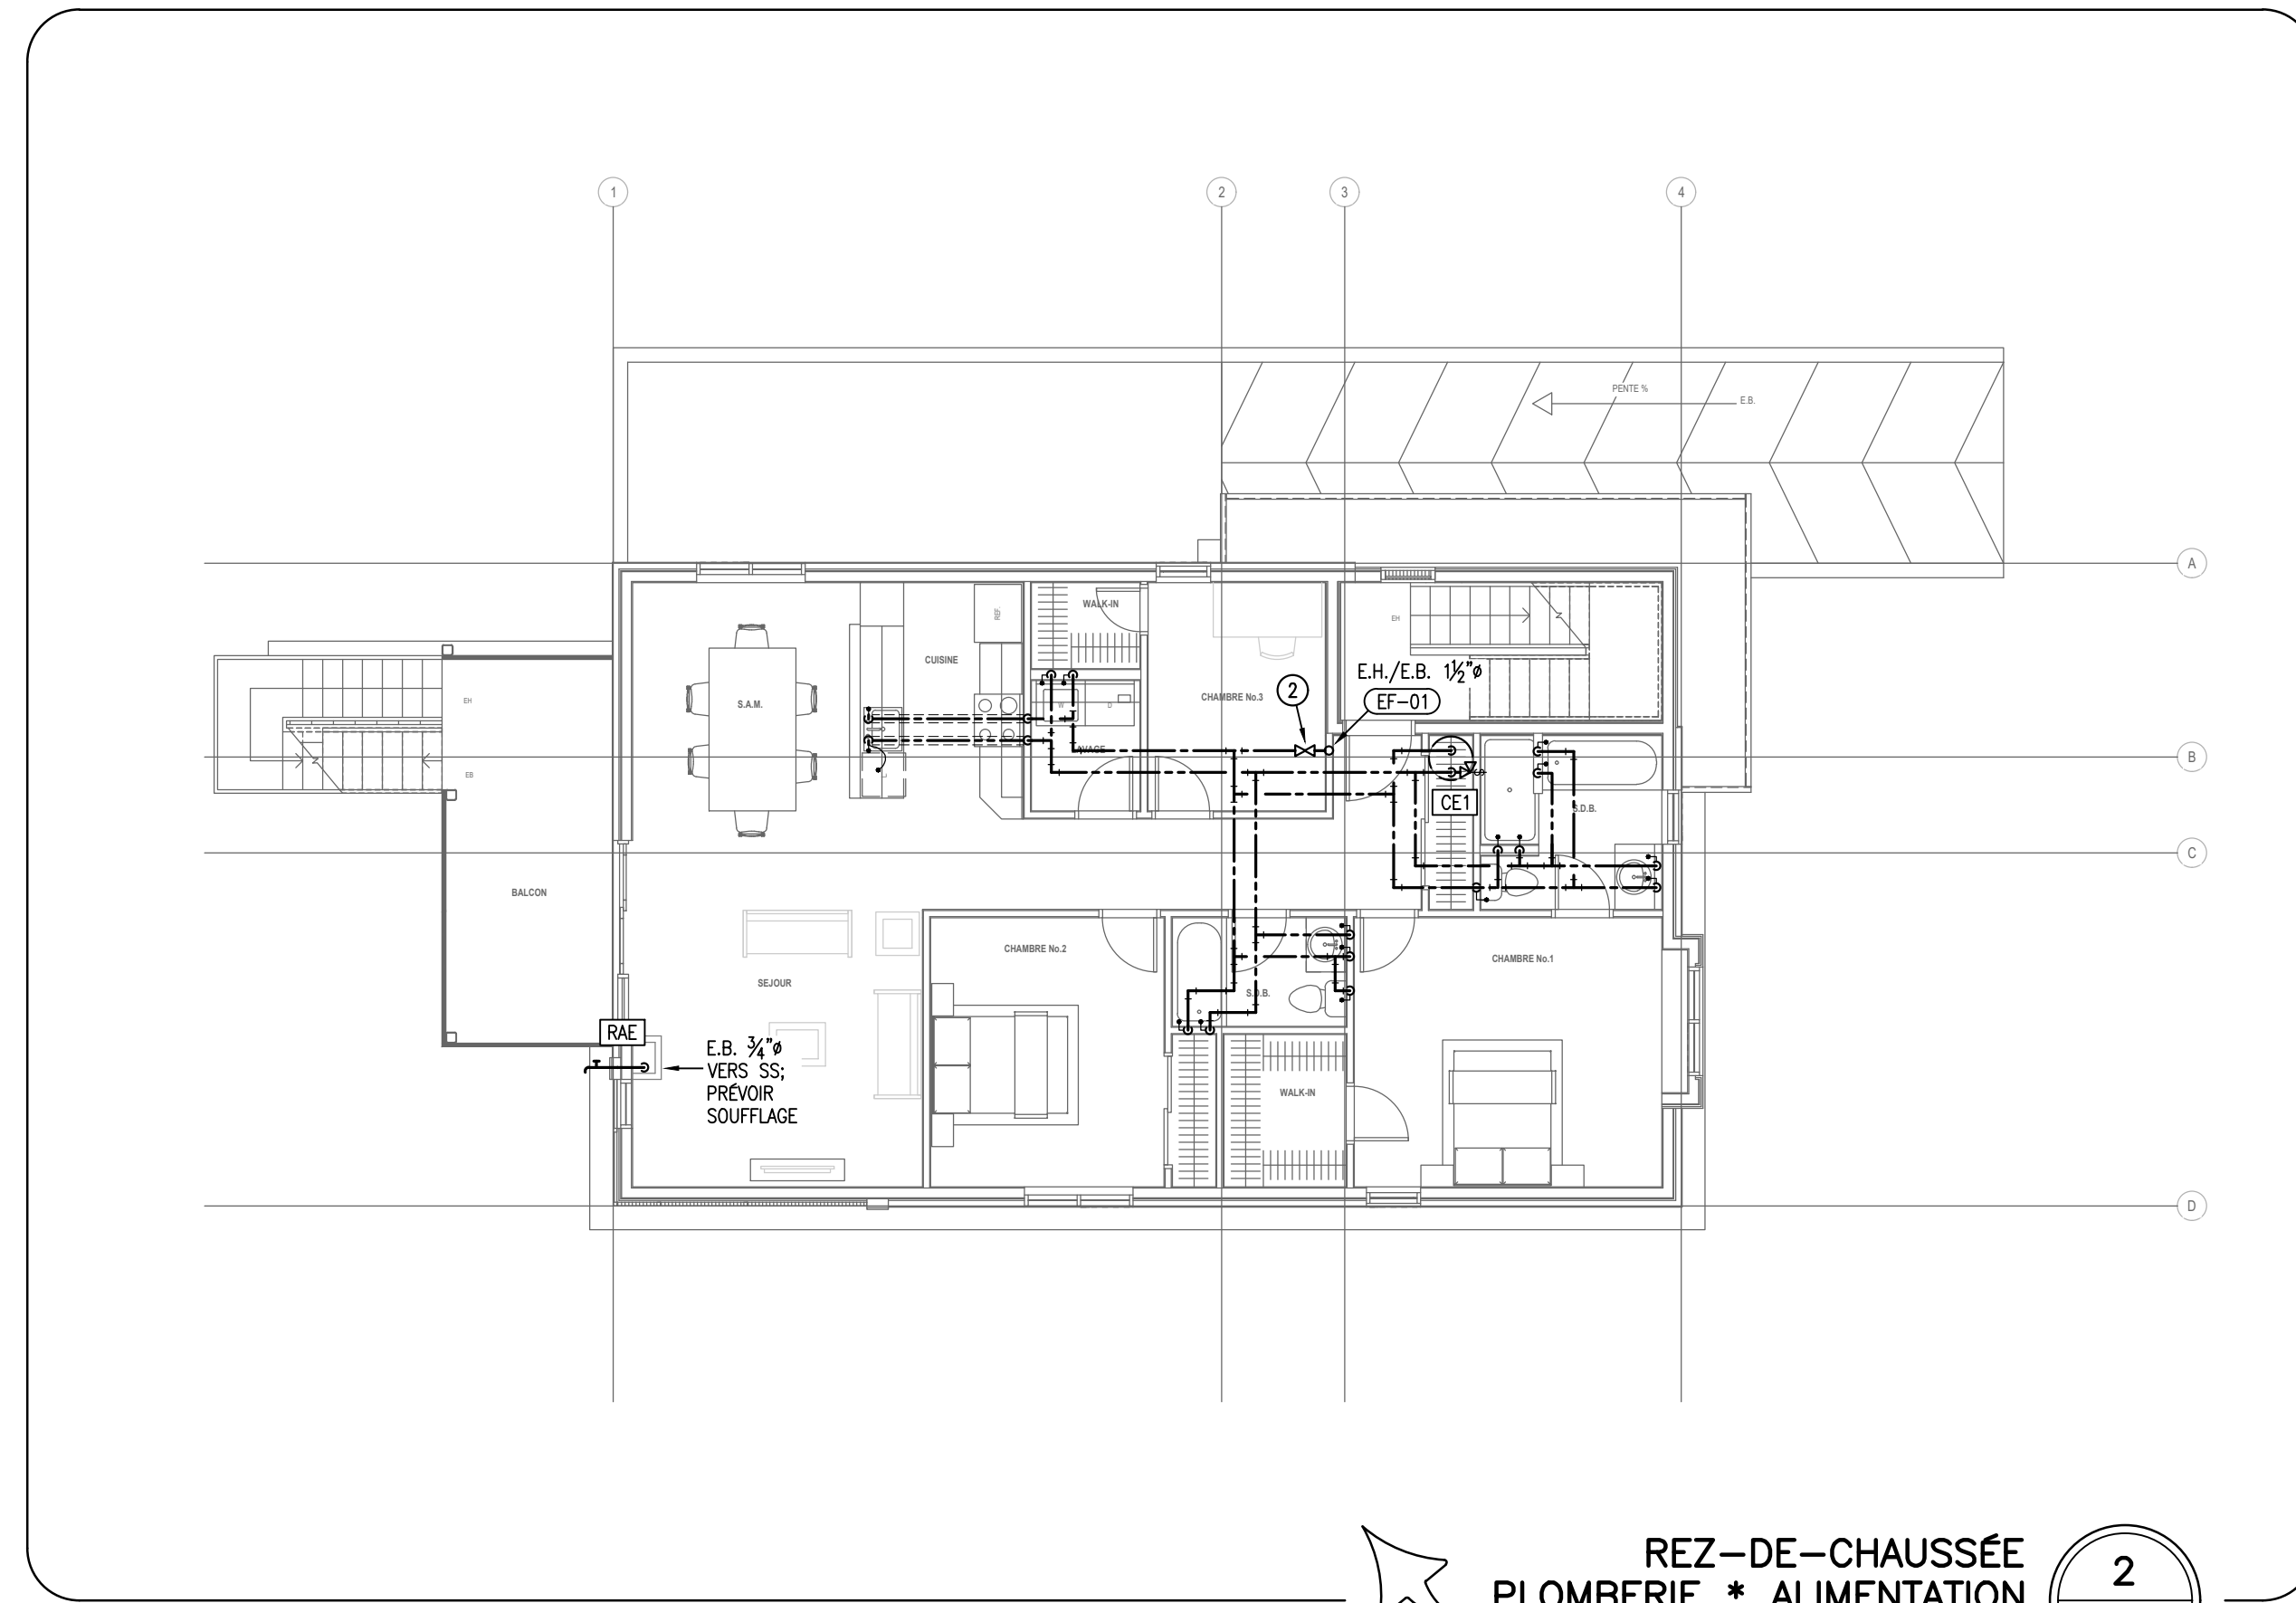 1
2
3
4
PENTE %
E.B.
A
WALK-IN
REF.
EH
CUISINE
E.H./E.B. 1½"ø
CHAMBRE No.3
2
EF-01
EH
S.A.M.
W
D
B
EB
CE1
S.D.B.
C
BALCON
CHAMBRE No.2
CHAMBRE No.1
SEJOUR
S.D.B.
RAE
E.B. ¾"ø
VERS SS;
PRÉVOIR
SOUFFLAGE
WALK-IN
D
REZ-DE-CHAUSSÉE
PLOMBERIE * ALIMENTATION
2